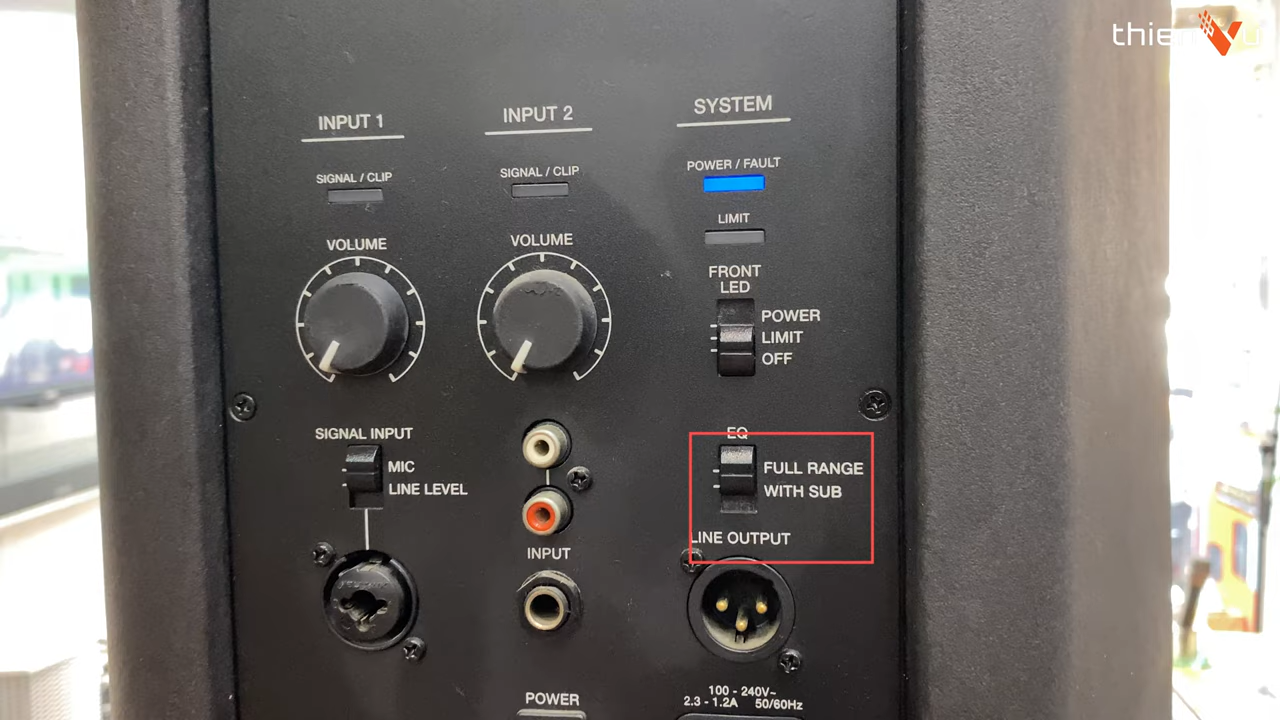 thienVu
INPUT 1
INPUT 2
SYSTEM
SIGNAL / CLIP
SIGNAL / CLIP
POWER / FAULT
LIMIT
VOLUME
VOLUME
FRONT
LED
POWER
LIMIT
OFF
SIGNAL INPUT
MIC
LINE LEVEL
EQ
FULL RANGE
WITH SUB
LINE OUTPUT
INPUT
POWER
100 - 240V~
2.3 - 1.2A 50/60Hz